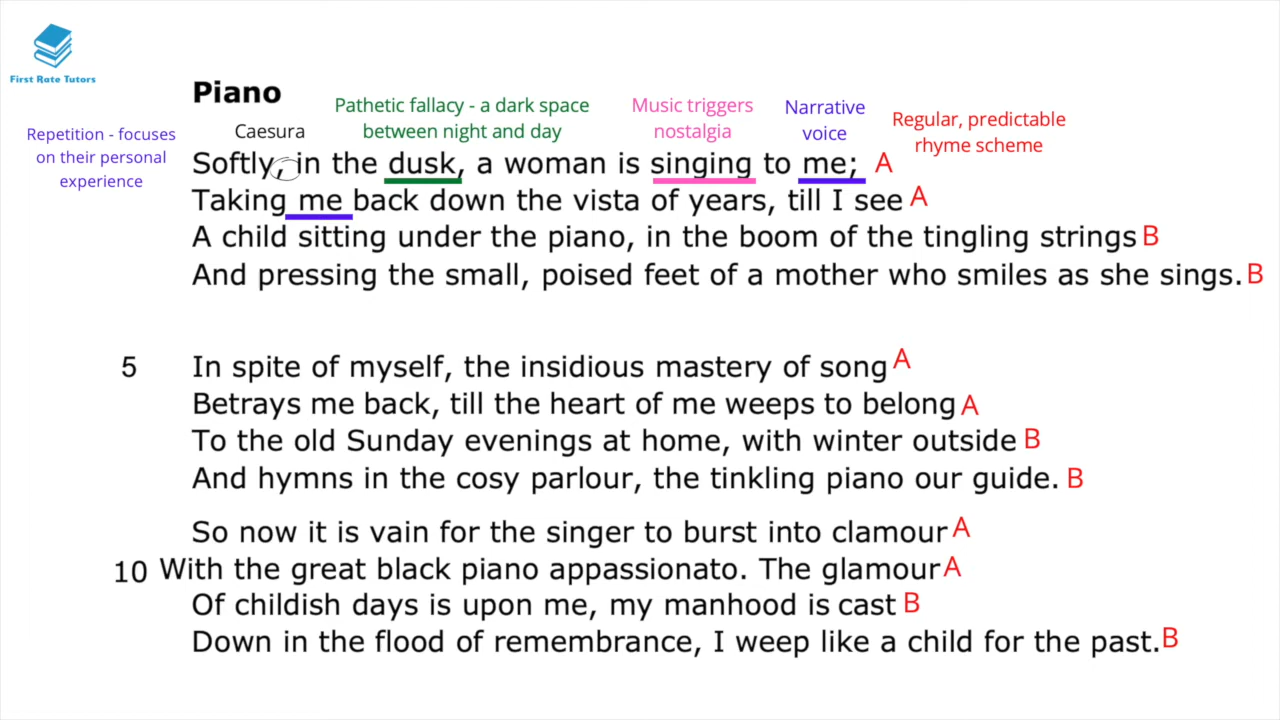 First Rate Tutors
Piano
Repetition - focuses
on their personal
experience
Caesura
Pathetic fallacy - a dark space
between night and day
Music triggers
nostalgia
Narrative
voice
Regular, predictable
rhyme scheme
Softly, in the dusk, a woman is singing to me; A
Taking me back down the vista of years, till I see A
A child sitting under the piano, in the boom of the tingling strings B
And pressing the small, poised feet of a mother who smiles as she sings. B
5 In spite of myself, the insidious mastery of song A
Betrays me back, till the heart of me weeps to belong A
To the old Sunday evenings at home, with winter outside B
And hymns in the cosy parlour, the tinkling piano our guide. B
So now it is vain for the singer to burst into clamour A
10 With the great black piano appassionato. The glamour A
Of childish days is upon me, my manhood is cast B
Down in the flood of remembrance, I weep like a child for the past. B